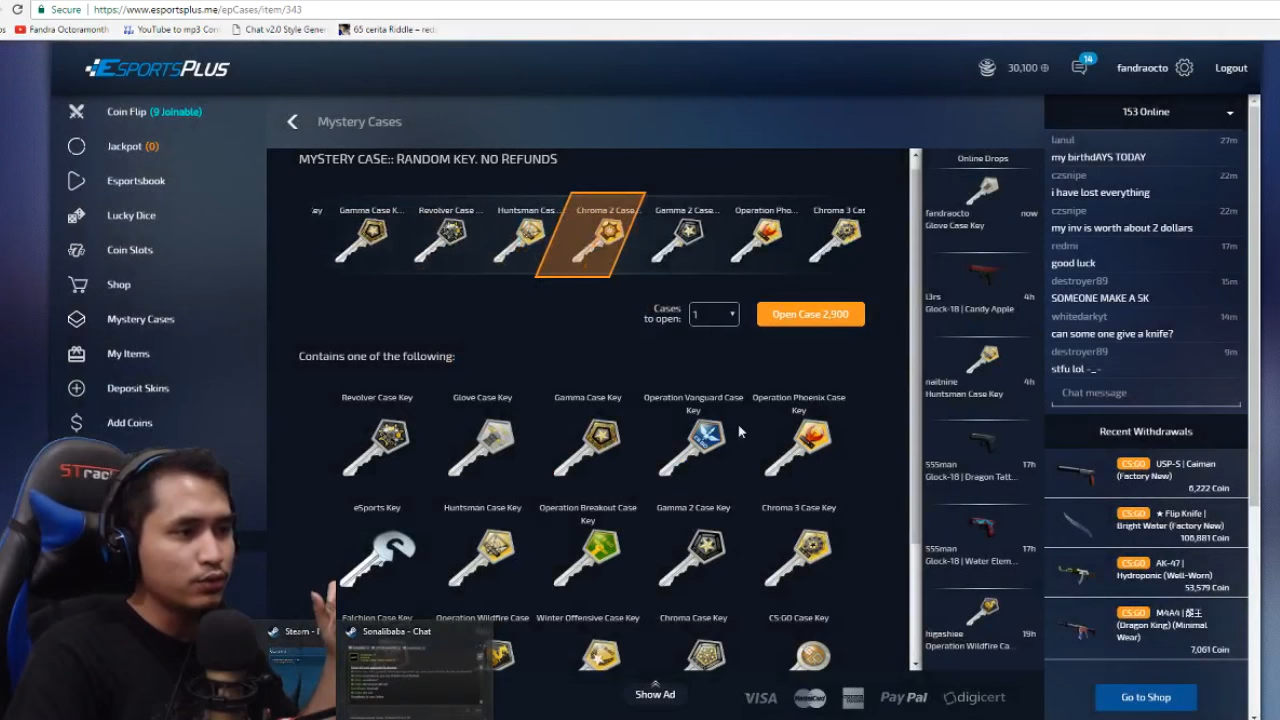 Secure https://www.esportsplus.me/epCases/item/343
Fandra Octoramonth YouTube to mp3 Con Chat v2.0 Style Gene 65 cerita Riddle – red
ESPORTSPLUS
30,100
14
fandraocto
Logout
Coin Flip (9 Joinable)
Jackpot (0)
Esportsbook
Lucky Dice
Coin Slots
Shop
Mystery Cases
My Items
Deposit Skins
Add Coins
Mystery Cases
MYSTERY CASE:: RANDOM KEY. NO REFUNDS
Gamma Case K... Revolver Case ... Huntsman Cas... Chroma 2 Case... Gamma 2 Case... Operation Pho... Chroma 3 Cas
Cases to open: 1 Open Case 2,900
Contains one of the following:
Revolver Case Key Glove Case Key Gamma Case Key Operation Vanguard Case Key Operation Phoenix Case Key
eSports Key Huntsman Case Key Operation Breakout Case Key Gamma 2 Case Key Chroma 3 Case Key
Falchion Case Key Operation Wildfire Case Winter Offensive Case Key Chroma Case Key CS:GO Case Key
Steam -
Sonalibaba - Chat
Show Ad
VISA PayPal digicert
Online Drops
fandraocto now
Glove Case Key
l3rs 4h
Glock-18 | Candy Apple
nailnine 4h
Huntsman Case Key
555man 17h
Glock-18 | Dragon Tatt...
555man 17h
Glock-18 | Water Elem...
higashiee 19h
Operation Wildfire Ca...
153 Online
lanul 27m
my birthdAYS TODAY
czsnipe 22m
i have lost everything
czsnipe 22m
my inv is worth about 2 dollars
redmi 17m
good luck
destroyer89 15m
SOMEONE MAKE A 5K
whitedarkyt 14m
can some one give a knife?
destroyer89 9m
stfu lol -_-
Chat message
Recent Withdrawals
CS:GO USP-S | Caiman
(Factory New)
6,222 Coin
CS:GO ★ Flip Knife |
Bright Water (Factory New)
106,881 Coin
CS:GO AK-47 |
Hydroponic (Well-Worn)
53,579 Coin
CS:GO M4A4 | 龍王
(Dragon King) (Minimal
Wear)
7,061 Coin
Go to Shop